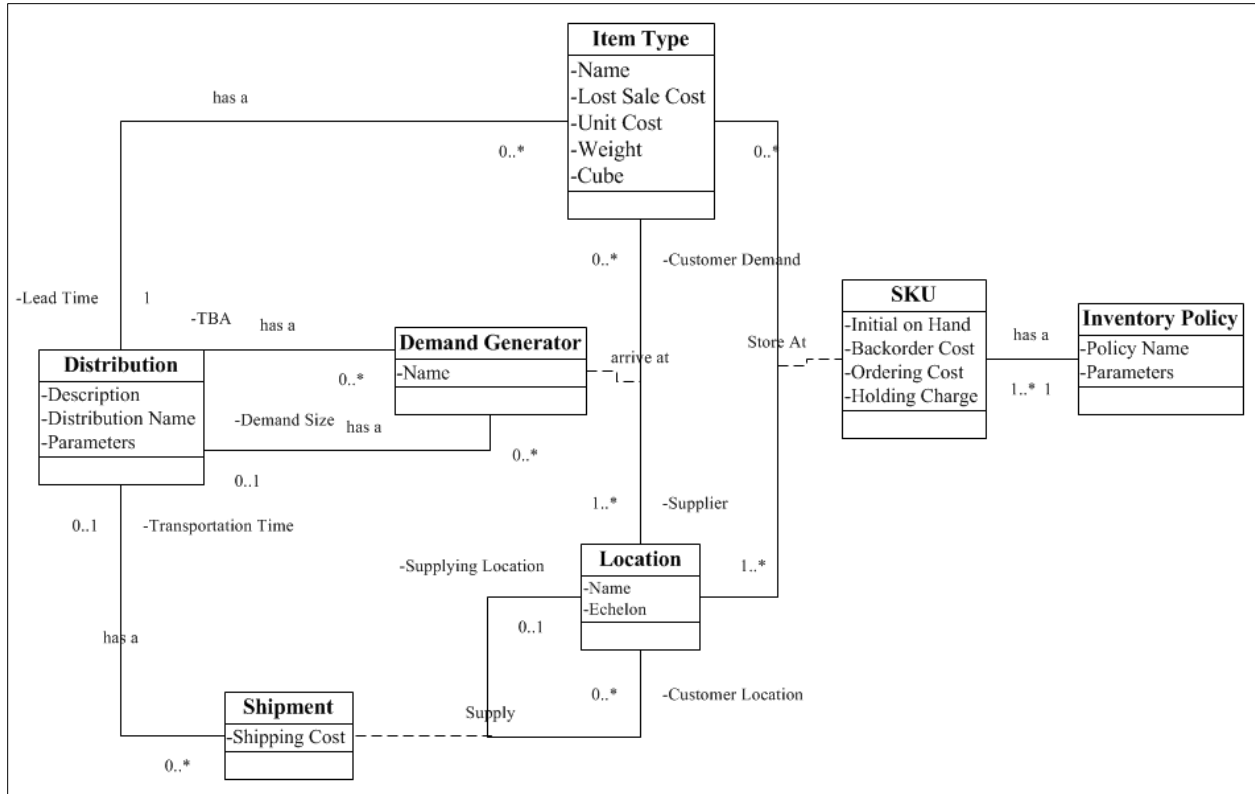 Item Type
-Name
-Lost Sale Cost
-Unit Cost
-Weight
-Cube
has a
0..*
0..*
0..*
-Customer Demand
-Lead Time
1
-TBA
has a
Demand Generator
-Name
0..*
arrive at
Store At
SKU
-Initial on Hand
-Backorder Cost
-Ordering Cost
-Holding Charge
has a
1..*
1
Inventory Policy
-Policy Name
-Parameters
Distribution
-Description
-Distribution Name
-Parameters
-Demand Size
has a
0..1
0..*
0..1
-Transportation Time
1..*
-Supplier
-Supplying Location
Location
-Name
-Echelon
1..*
0..1
has a
0..*
-Customer Location
Shipment
-Shipping Cost
Supply
0..*